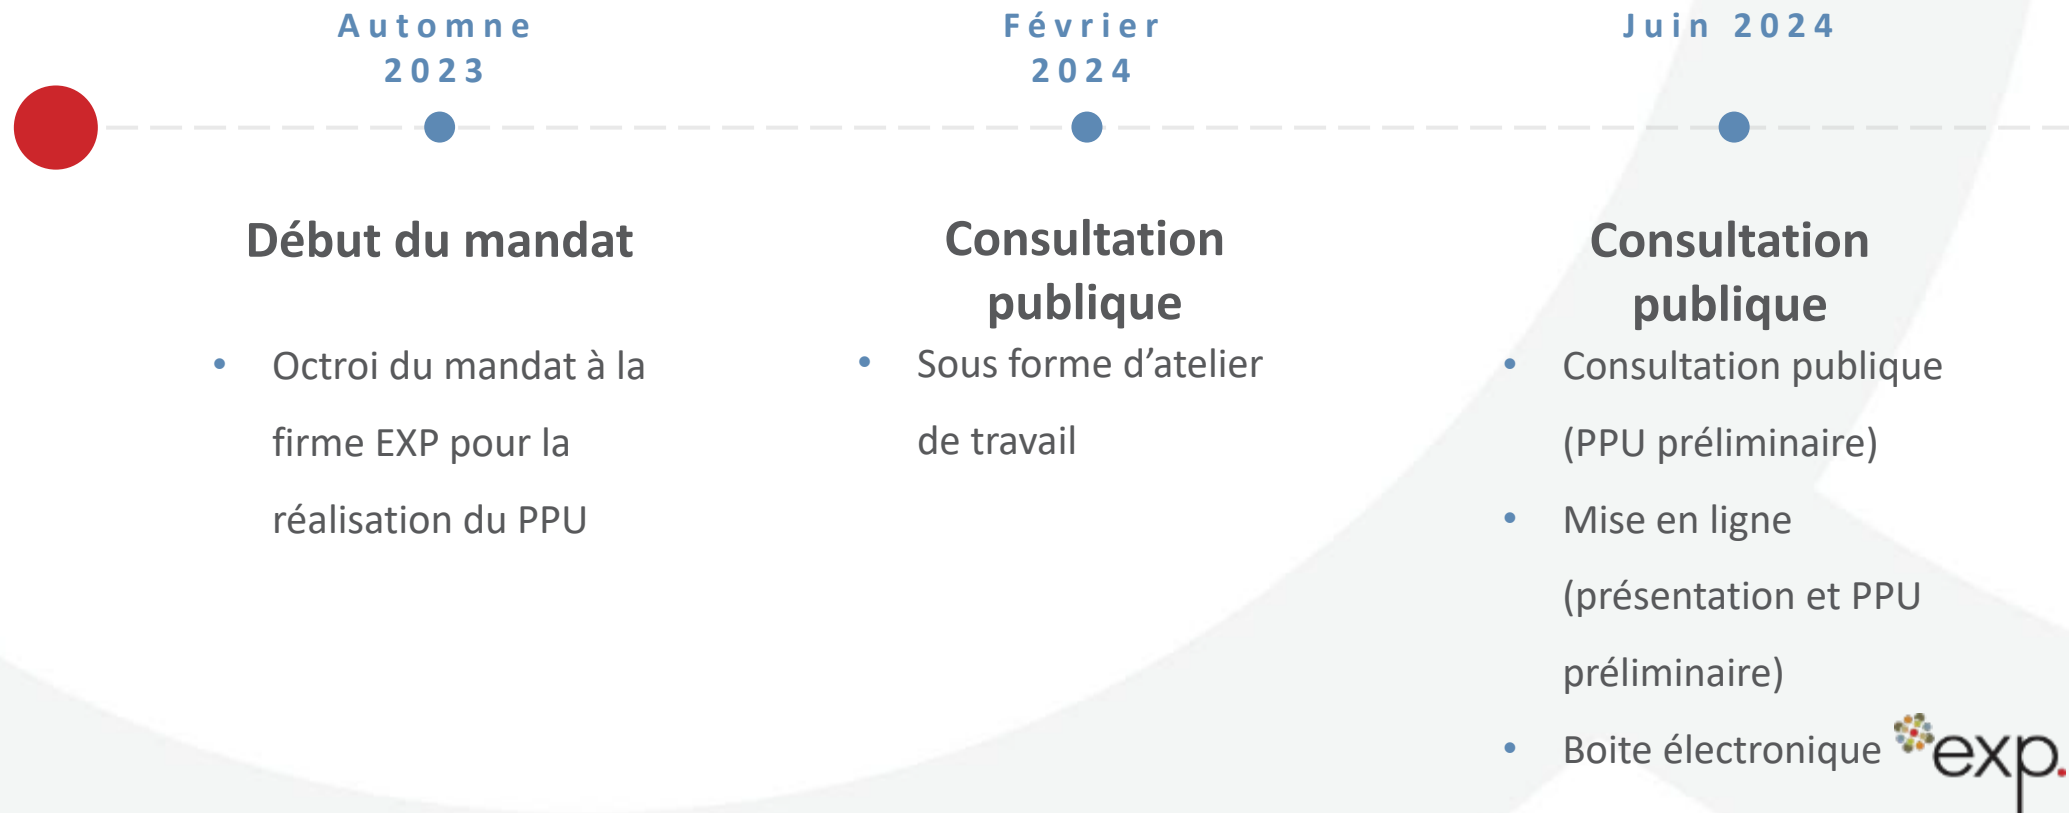 Automne
2023
Début du mandat
• Octroi du mandat à la
firme EXP pour la
réalisation du PPU
Février
2024
Consultation
publique
• Sous forme d’atelier
de travail
Juin 2024
Consultation
publique
• Consultation publique
(PPU préliminaire)
• Mise en ligne
(présentation et PPU
préliminaire)
• Boite électronique
exp.